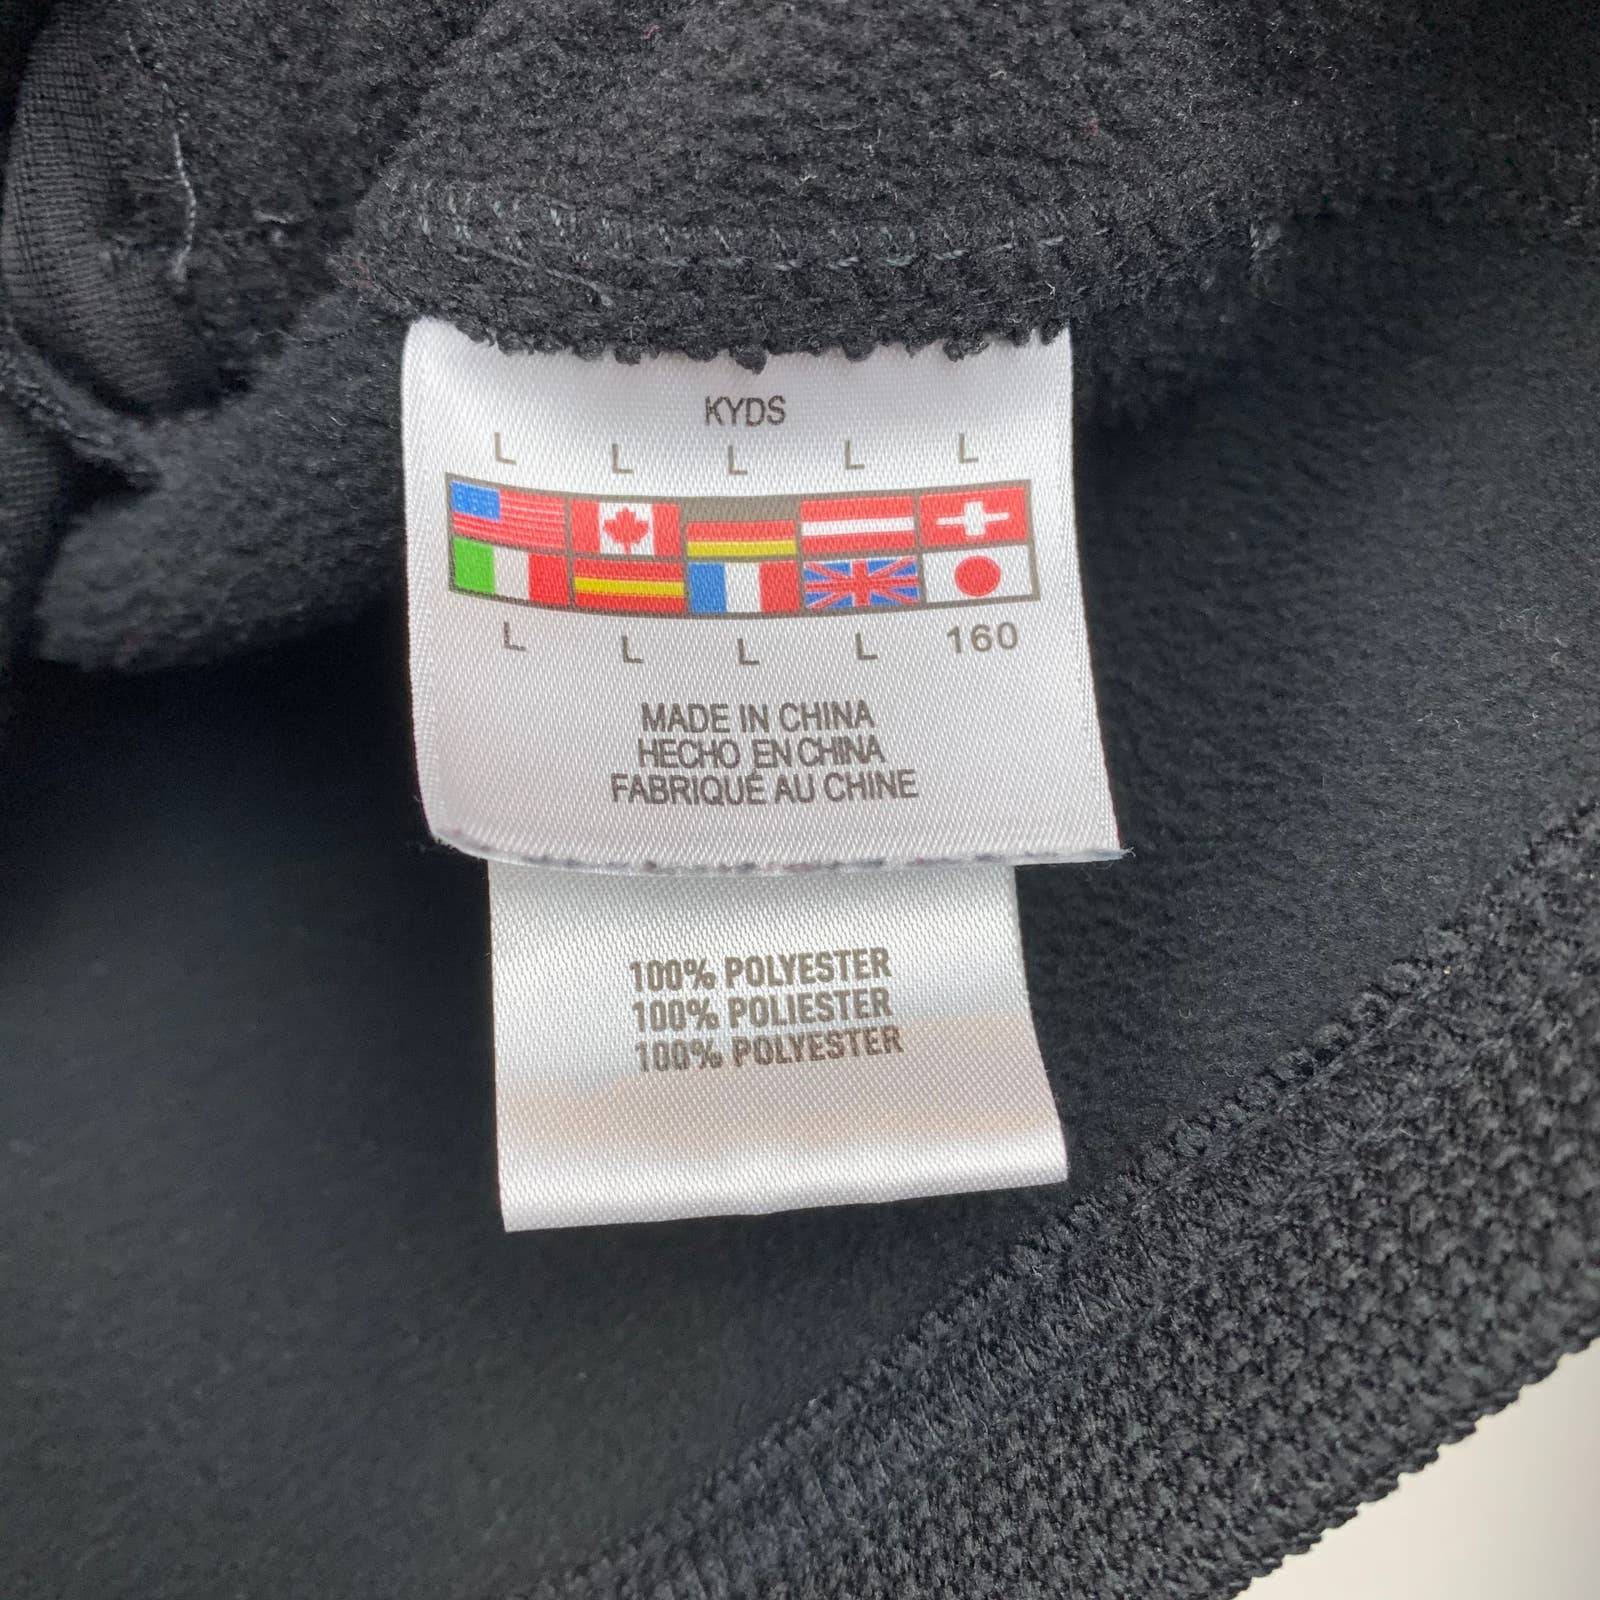 KYDS
L L L L L
L L L L 160
MADE IN CHINA
HECHO EN CHINA
FABRIQUÉ AU CHINE
100% POLYESTER
100% POLIESTER
100% POLYESTER